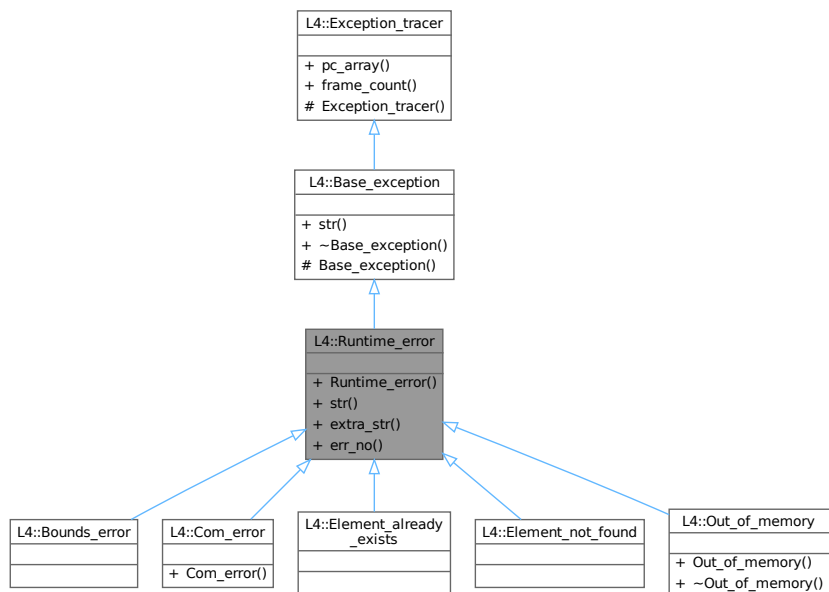 L4::Exception_tracer
+ pc_array()
+ frame_count()
# Exception_tracer()
L4::Base_exception
+ str()
+ ~Base_exception()
# Base_exception()
L4::Runtime_error
+ Runtime_error()
+ str()
+ extra_str()
+ err_no()
L4::Bounds_error
L4::Com_error
+ Com_error()
L4::Element_already
_exists
L4::Element_not_found
L4::Out_of_memory
+ Out_of_memory()
+ ~Out_of_memory()